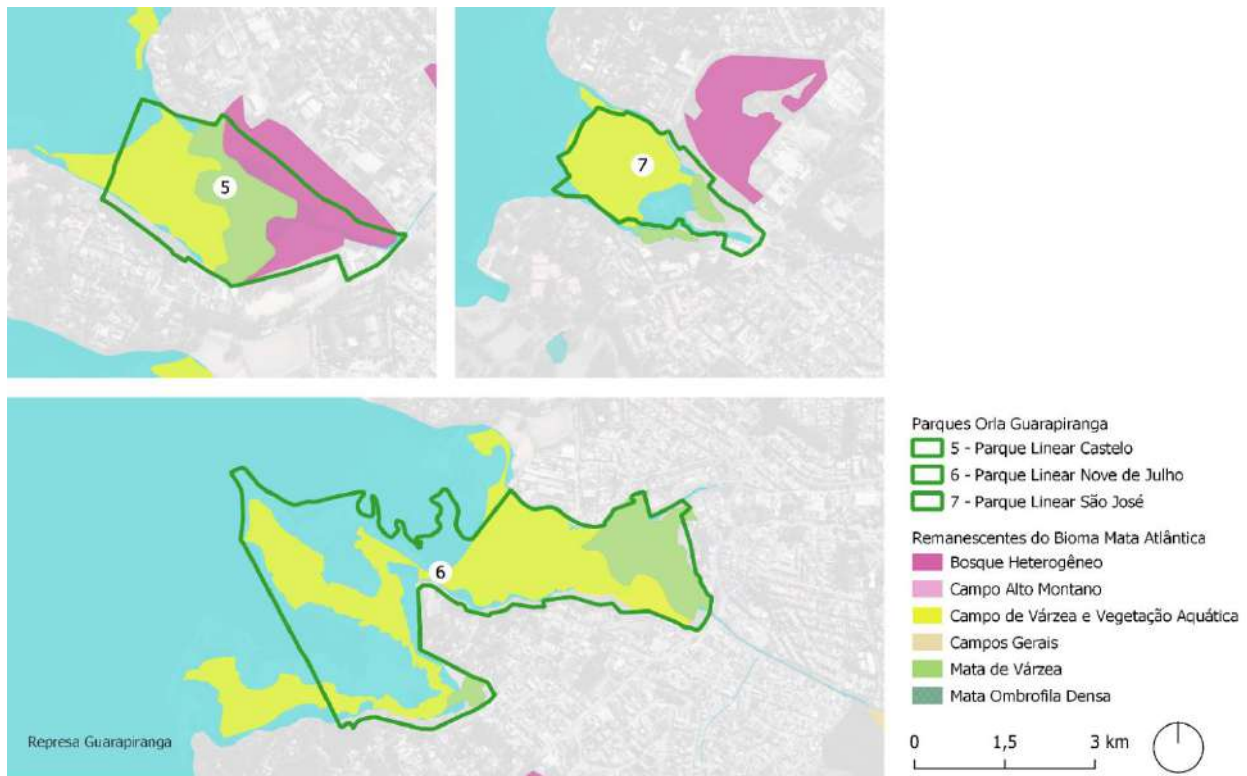 5
7
6
Represa Guarapiranga
Parques Orla Guarapiranga
5 - Parque Linear Castelo
6 - Parque Linear Nove de Julho
7 - Parque Linear São José
Remanescentes do Bioma Mata Atlântica
Bosque Heterogêneo
Campo Alto Montano
Campo de Várzea e Vegetação Aquática
Campos Gerais
Mata de Várzea
Mata Ombrofila Densa
0 1,5 3 km